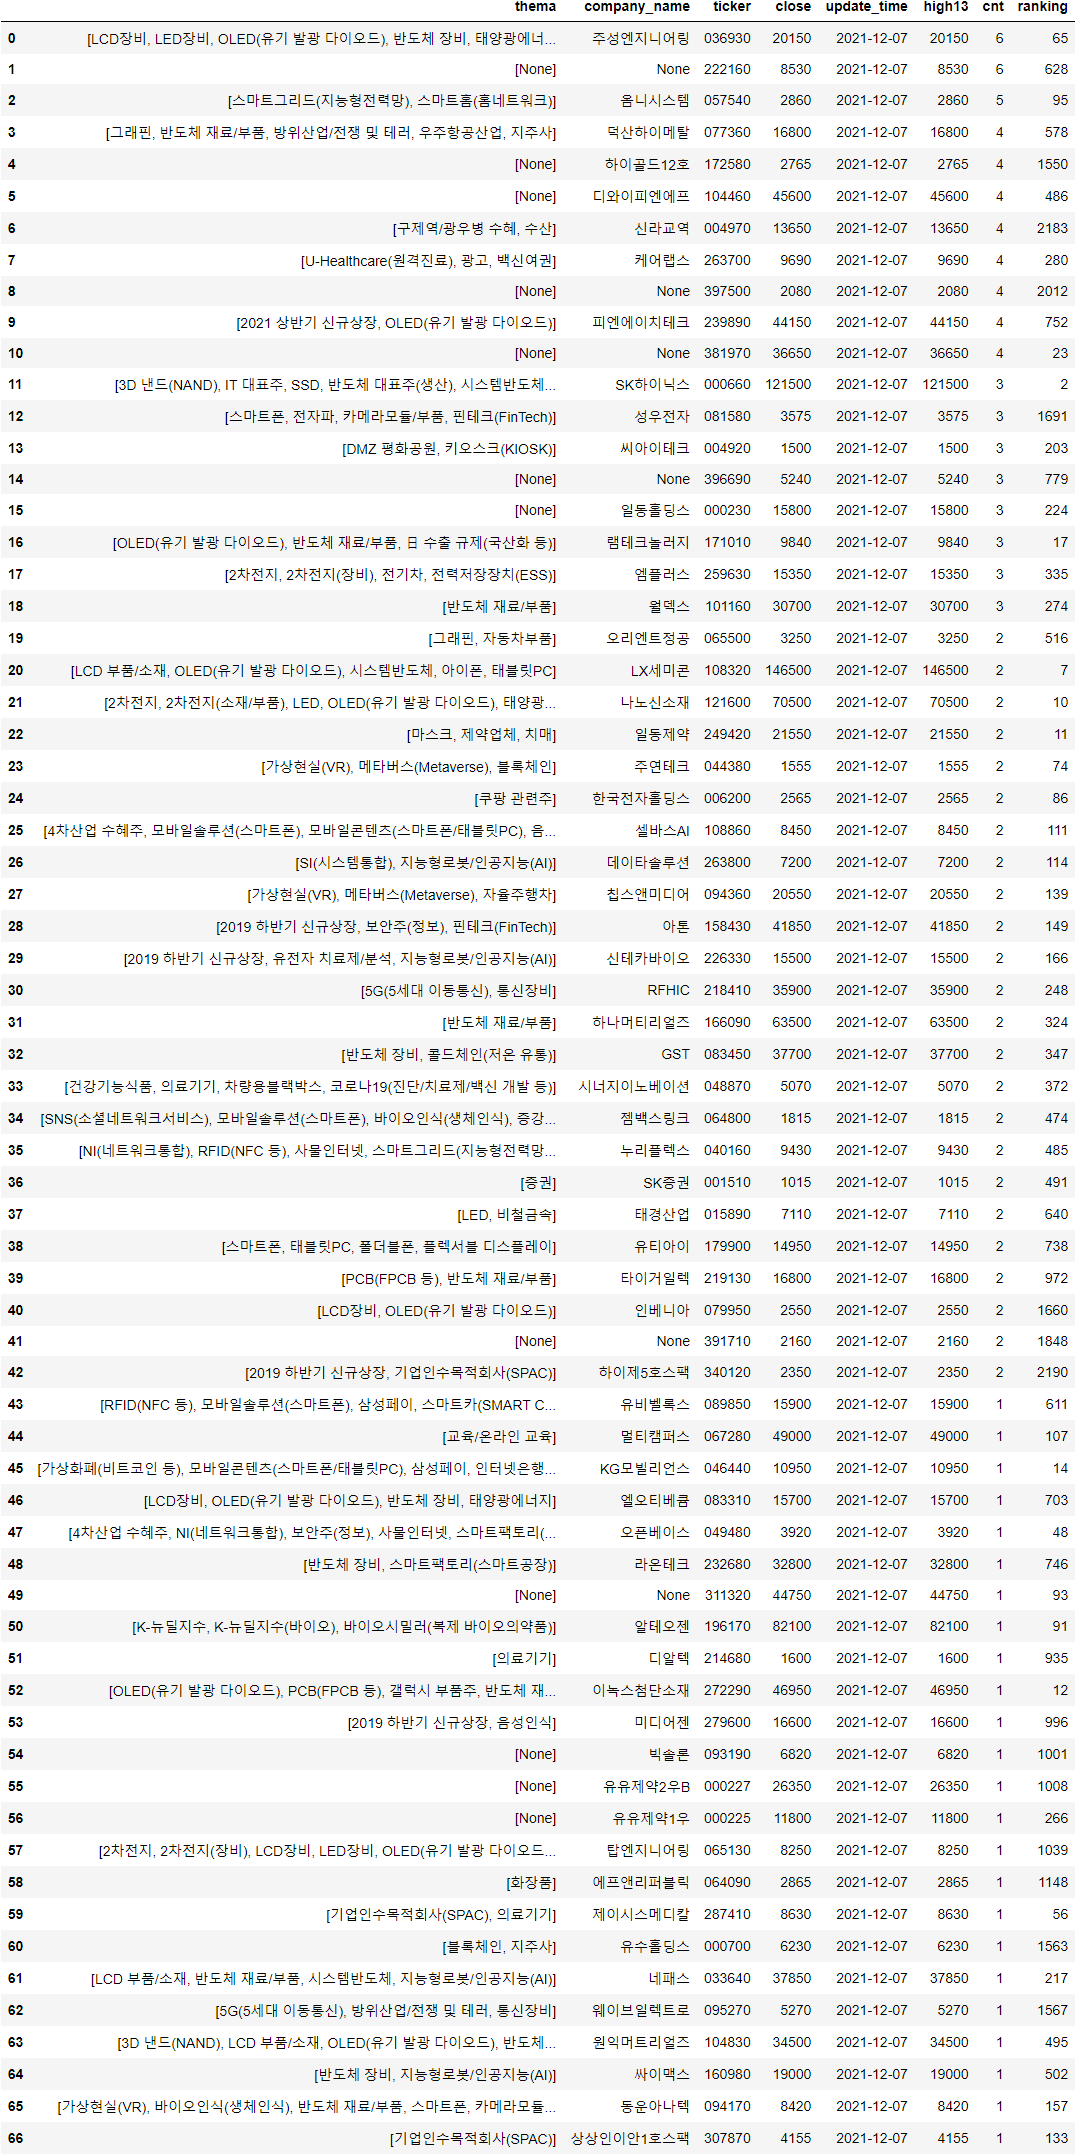 thema company_name ticker close update_time high13 cnt ranking
0 [LCD장비, LED장비, OLED(유기 발광 다이오드), 반도체 장비, 태양광에너... 주성엔지니어링 036930 20150 2021-12-07 20150 6 65
1 [None] None 222160 8530 2021-12-07 8530 6 628
2 [스마트그리드(지능형전력망), 스마트홈(홈네트워크)] 옴니시스템 057540 2860 2021-12-07 2860 5 95
3 [그래핀, 반도체 재료/부품, 방위산업/전쟁 및 테러, 우주항공산업, 지주사] 덕산하이메탈 077360 16800 2021-12-07 16800 4 578
4 [None] 하이골드12호 172580 2765 2021-12-07 2765 4 1550
5 [None] 디와이피엔에프 104460 45600 2021-12-07 45600 4 486
6 [구제역/광우병 수혜, 수산] 신라교역 004970 13650 2021-12-07 13650 4 2183
7 [U-Healthcare(원격진료), 광고, 백신여권] 케어랩스 263700 9690 2021-12-07 9690 4 280
8 [None] None 397500 2080 2021-12-07 2080 4 2012
9 [2021 상반기 신규상장, OLED(유기 발광 다이오드)] 피엔에이치테크 239890 44150 2021-12-07 44150 4 752
10 [None] None 381970 36650 2021-12-07 36650 4 23
11 [3D 낸드(NAND), IT 대표주, SSD, 반도체 대표주(생산), 시스템반도체... SK하이닉스 000660 121500 2021-12-07 121500 3 2
12 [스마트폰, 전자파, 카메라모듈/부품, 핀테크(FinTech)] 성우전자 081580 3575 2021-12-07 3575 3 1691
13 [DMZ 평화공원, 키오스크(KIOSK)] 씨아이테크 004920 1500 2021-12-07 1500 3 203
14 [None] None 396690 5240 2021-12-07 5240 3 779
15 [None] 일동홀딩스 000230 15800 2021-12-07 15800 3 224
16 [OLED(유기 발광 다이오드), 반도체 재료/부품, 日 수출 규제(국산화 등)] 램테크놀러지 171010 9840 2021-12-07 9840 3 17
17 [2차전지, 2차전지(장비), 전기차, 전력저장장치(ESS)] 엠플러스 259630 15350 2021-12-07 15350 3 335
18 [반도체 재료/부품] 월덱스 101160 30700 2021-12-07 30700 3 274
19 [그래핀, 자동차부품] 오리엔트정공 065500 3250 2021-12-07 3250 2 516
20 [LCD 부품/소재, OLED(유기 발광 다이오드), 시스템반도체, 아이폰, 태블릿PC] LX세미콘 108320 146500 2021-12-07 146500 2 7
21 [2차전지, 2차전지(소재/부품), LED, OLED(유기 발광 다이오드), 태양광... 나노신소재 121600 70500 2021-12-07 70500 2 10
22 [마스크, 제약업체, 치매] 일동제약 249420 21550 2021-12-07 21550 2 11
23 [가상현실(VR), 메타버스(Metaverse), 블록체인] 주연테크 044380 1555 2021-12-07 1555 2 74
24 [쿠팡 관련주] 한국전자홀딩스 006200 2565 2021-12-07 2565 2 86
25 [4차산업 수혜주, 모바일솔루션(스마트폰), 모바일콘텐츠(스마트폰/태블릿PC), 음... 셀바스AI 108860 8450 2021-12-07 8450 2 111
26 [SI(시스템통합), 지능형로봇/인공지능(AI)] 데이타솔루션 263800 7200 2021-12-07 7200 2 114
27 [가상현실(VR), 메타버스(Metaverse), 자율주행차] 칩스앤미디어 094360 20550 2021-12-07 20550 2 139
28 [2019 하반기 신규상장, 보안주(정보), 핀테크(FinTech)] 아톤 158430 41850 2021-12-07 41850 2 149
29 [2019 하반기 신규상장, 유전자 치료제/분석, 지능형로봇/인공지능(AI)] 신테카바이오 226330 15500 2021-12-07 15500 2 166
30 [5G(5세대 이동통신), 통신장비] RFHIC 218410 35900 2021-12-07 35900 2 248
31 [반도체 재료/부품] 하나머티리얼즈 166090 63500 2021-12-07 63500 2 324
32 [반도체 장비, 콜드체인(저온 유통)] GST 083450 37700 2021-12-07 37700 2 347
33 [건강기능식품, 의료기기, 차량용블랙박스, 코로나19(진단/치료제/백신 개발 등)] 시너지이노베이션 048870 5070 2021-12-07 5070 2 372
34 [SNS(소셜네트워크서비스), 모바일솔루션(스마트폰), 바이오인식(생체인식), 증강... 젬백스링크 064800 1815 2021-12-07 1815 2 474
35 [NI(네트워크통합), RFID(NFC 등), 사물인터넷, 스마트그리드(지능형전력망... 누리플렉스 040160 9430 2021-12-07 9430 2 485
36 [증권] SK증권 001510 1015 2021-12-07 1015 2 491
37 [LED, 비철금속] 태경산업 015890 7110 2021-12-07 7110 2 640
38 [스마트폰, 태블릿PC, 폴더블폰, 플렉서블 디스플레이] 유티아이 179900 14950 2021-12-07 14950 2 738
39 [PCB(FPCB 등), 반도체 재료/부품] 타이거일렉 219130 16800 2021-12-07 16800 2 972
40 [LCD장비, OLED(유기 발광 다이오드)] 인베니아 079950 2550 2021-12-07 2550 2 1660
41 [None] None 391710 2160 2021-12-07 2160 2 1848
42 [2019 하반기 신규상장, 기업인수목적회사(SPAC)] 하이제5호스팩 340120 2350 2021-12-07 2350 2 2190
43 [RFID(NFC 등), 모바일솔루션(스마트폰), 삼성페이, 스마트카(SMART C... 유비벨록스 089850 15900 2021-12-07 15900 1 611
44 [교육/온라인 교육] 멀티캠퍼스 067280 49000 2021-12-07 49000 1 107
45 [가상화폐(비트코인 등), 모바일콘텐츠(스마트폰/태블릿PC), 삼성페이, 인터넷은행... KG모빌리언스 046440 10950 2021-12-07 10950 1 14
46 [LCD장비, OLED(유기 발광 다이오드), 반도체 장비, 태양광에너지] 엘오티베큠 083310 15700 2021-12-07 15700 1 703
47 [4차산업 수혜주, NI(네트워크통합), 보안주(정보), 사물인터넷, 스마트팩토리(... 오픈베이스 049480 3920 2021-12-07 3920 1 48
48 [반도체 장비, 스마트팩토리(스마트공장)] 라온테크 232680 32800 2021-12-07 32800 1 746
49 [None] None 311320 44750 2021-12-07 44750 1 93
50 [K-뉴딜지수, K-뉴딜지수(바이오), 바이오시밀러(복제 바이오의약품)] 알테오젠 196170 82100 2021-12-07 82100 1 91
51 [의료기기] 디알텍 214680 1600 2021-12-07 1600 1 935
52 [OLED(유기 발광 다이오드), PCB(FPCB 등), 갤럭시 부품주, 반도체 재... 이녹스첨단소재 272290 46950 2021-12-07 46950 1 12
53 [2019 하반기 신규상장, 음성인식] 미디어젠 279600 16600 2021-12-07 16600 1 996
54 [None] 빅솔론 093190 6820 2021-12-07 6820 1 1001
55 [None] 유유제약2우B 000227 26350 2021-12-07 26350 1 1008
56 [None] 유유제약1우 000225 11800 2021-12-07 11800 1 266
57 [2차전지, 2차전지(장비), LCD장비, LED장비, OLED(유기 발광 다이오드... 탑엔지니어링 065130 8250 2021-12-07 8250 1 1039
58 [화장품] 에프앤리퍼블릭 064090 2865 2021-12-07 2865 1 1148
59 [기업인수목적회사(SPAC), 의료기기] 제이시스메디칼 287410 8630 2021-12-07 8630 1 56
60 [블록체인, 지주사] 유수홀딩스 000700 6230 2021-12-07 6230 1 1563
61 [LCD 부품/소재, 반도체 재료/부품, 시스템반도체, 지능형로봇/인공지능(AI)] 네패스 033640 37850 2021-12-07 37850 1 217
62 [5G(5세대 이동통신), 방위산업/전쟁 및 테러, 통신장비] 웨이브일렉트로 095270 5270 2021-12-07 5270 1 1567
63 [3D 낸드(NAND), LCD 부품/소재, OLED(유기 발광 다이오드), 반도체... 원익머트리얼즈 104830 34500 2021-12-07 34500 1 495
64 [반도체 장비, 지능형로봇/인공지능(AI)] 싸이맥스 160980 19000 2021-12-07 19000 1 502
65 [가상현실(VR), 바이오인식(생체인식), 반도체 재료/부품, 스마트폰, 카메라모듈... 동운아나텍 094170 8420 2021-12-07 8420 1 157
66 [기업인수목적회사(SPAC)] 상상인이안1호스팩 307870 4155 2021-12-07 4155 1 133